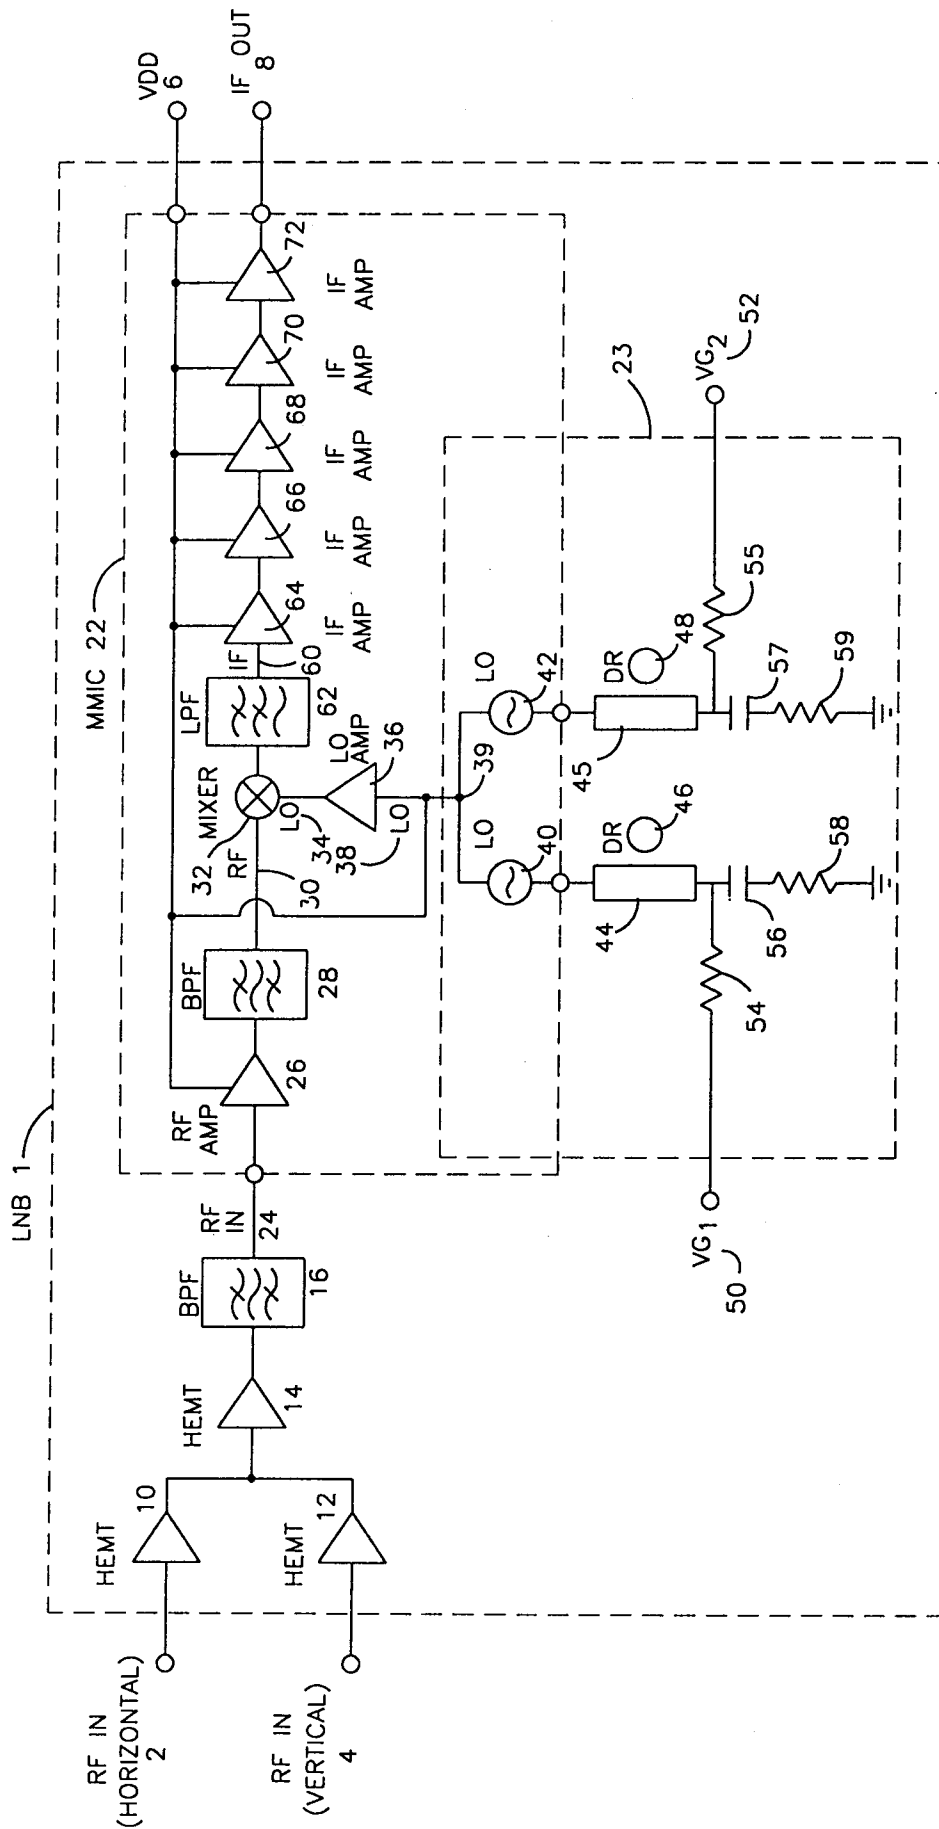 LNB 1
MMIC 22
VDD
6
IF OUT
8
RF IN
(HORIZONTAL)
2
RF IN
(VERTICAL)
4
HEMT
10
HEMT
12
HEMT
14
BPF
16
RF
IN
24
RF
AMP
26
BPF
28
30
RF
32
MIXER
LO
34
LO
AMP
36
38
LO
39
LPF
62
IF
60
64
IF
AMP
66
IF
AMP
68
IF
AMP
70
IF
AMP
72
IF
AMP
23
LO
40
LO
42
44
DR
46
45
DR
48
VG1
50
VG2
52
54
55
56
57
58
59